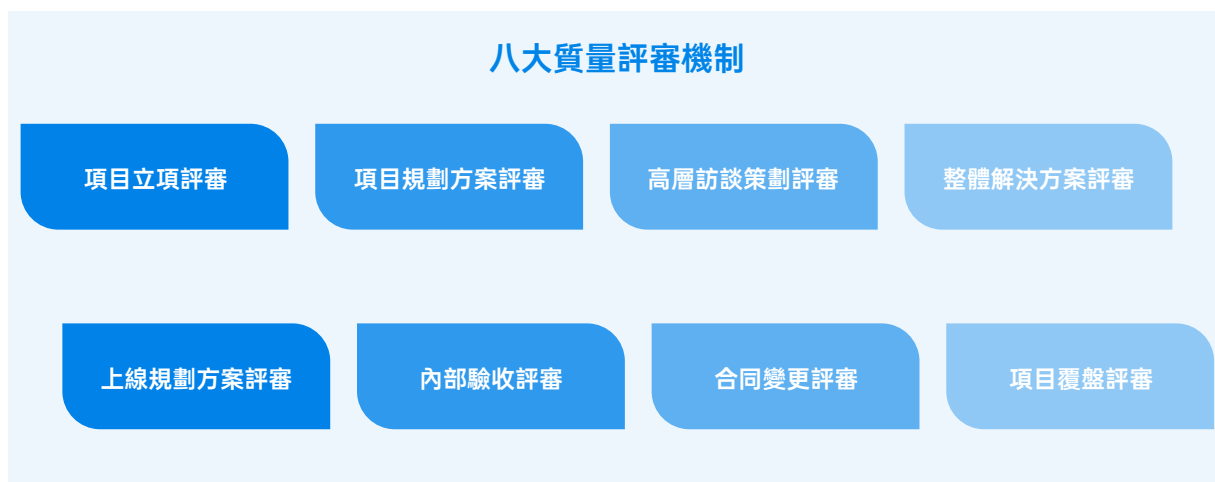 八大質量評審機制
項目立項評審
項目規劃方案評審
高層訪談策劃評審
整體解決方案評審
上線規劃方案評審
內部驗收評審
合同變更評審
項目覆盤評審